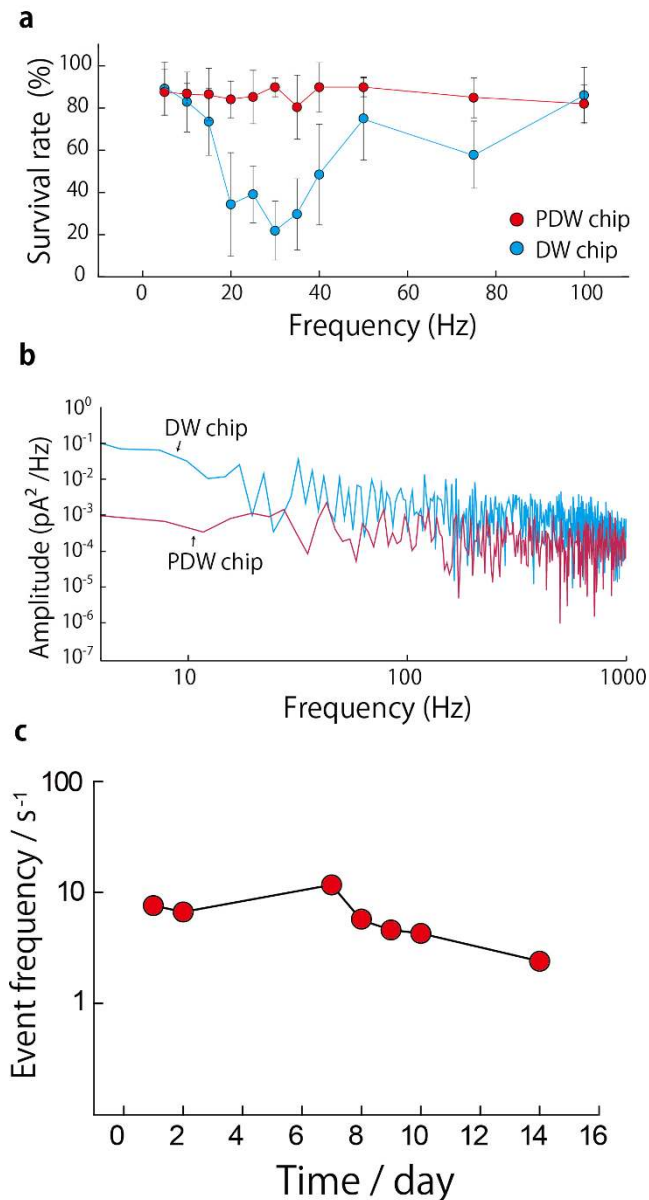 a
Survival rate (%)
100
80
60
40
20
0
0 20 40 60 80 100
Frequency (Hz)
PDW chip
DW chip
b
Amplitude (pA² /Hz)
10⁰
10⁻¹
10⁻²
10⁻³
10⁻⁴
10⁻⁵
10⁻⁶
10⁻⁷
DW chip
PDW chip
10 100 1000
Frequency (Hz)
c
Event frequency / s⁻¹
100
10
1
0 2 4 6 8 10 12 14 16
Time / day